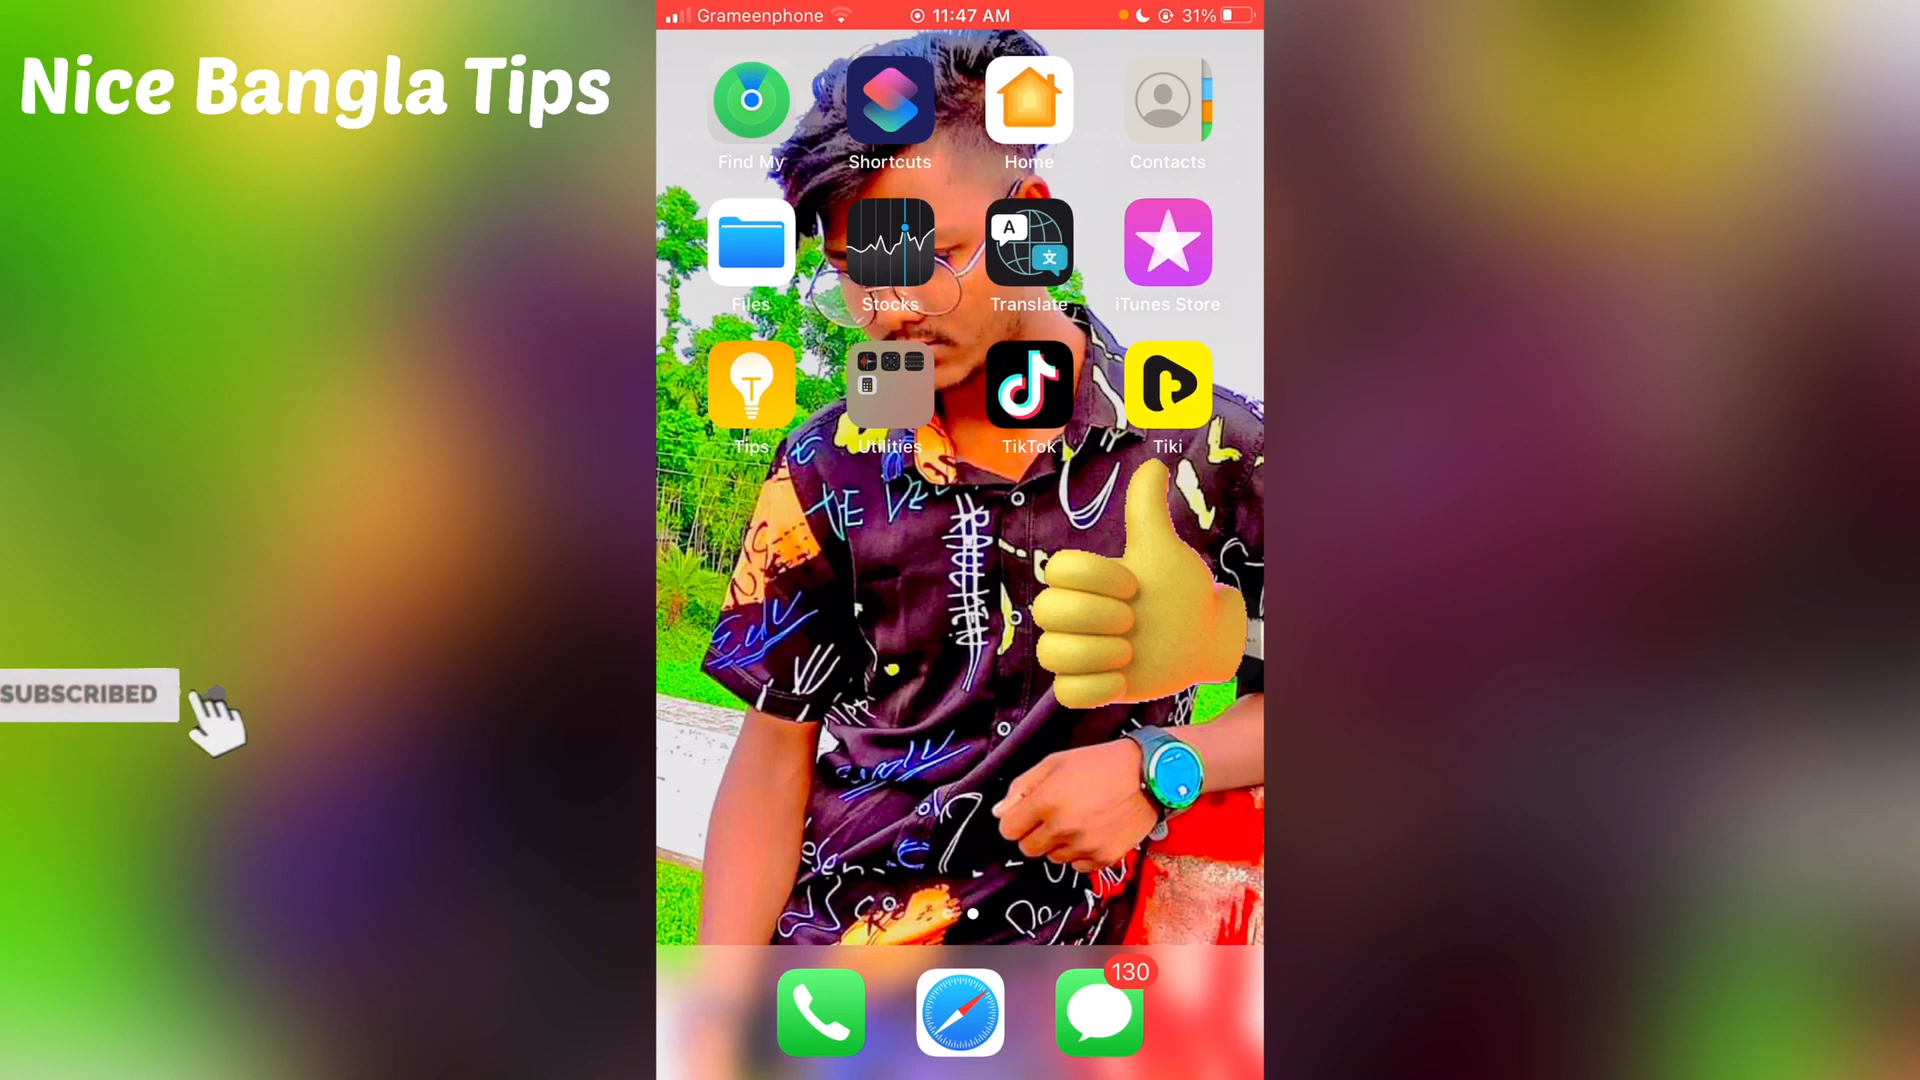 Nice Bangla Tips
Grameenphone 11:47 AM 31%
Find My Shortcuts Home Contacts
A 文
Files Stocks Translate iTunes Store
Tips Utilities TikTok Tiki
SUBSCRIBED
130